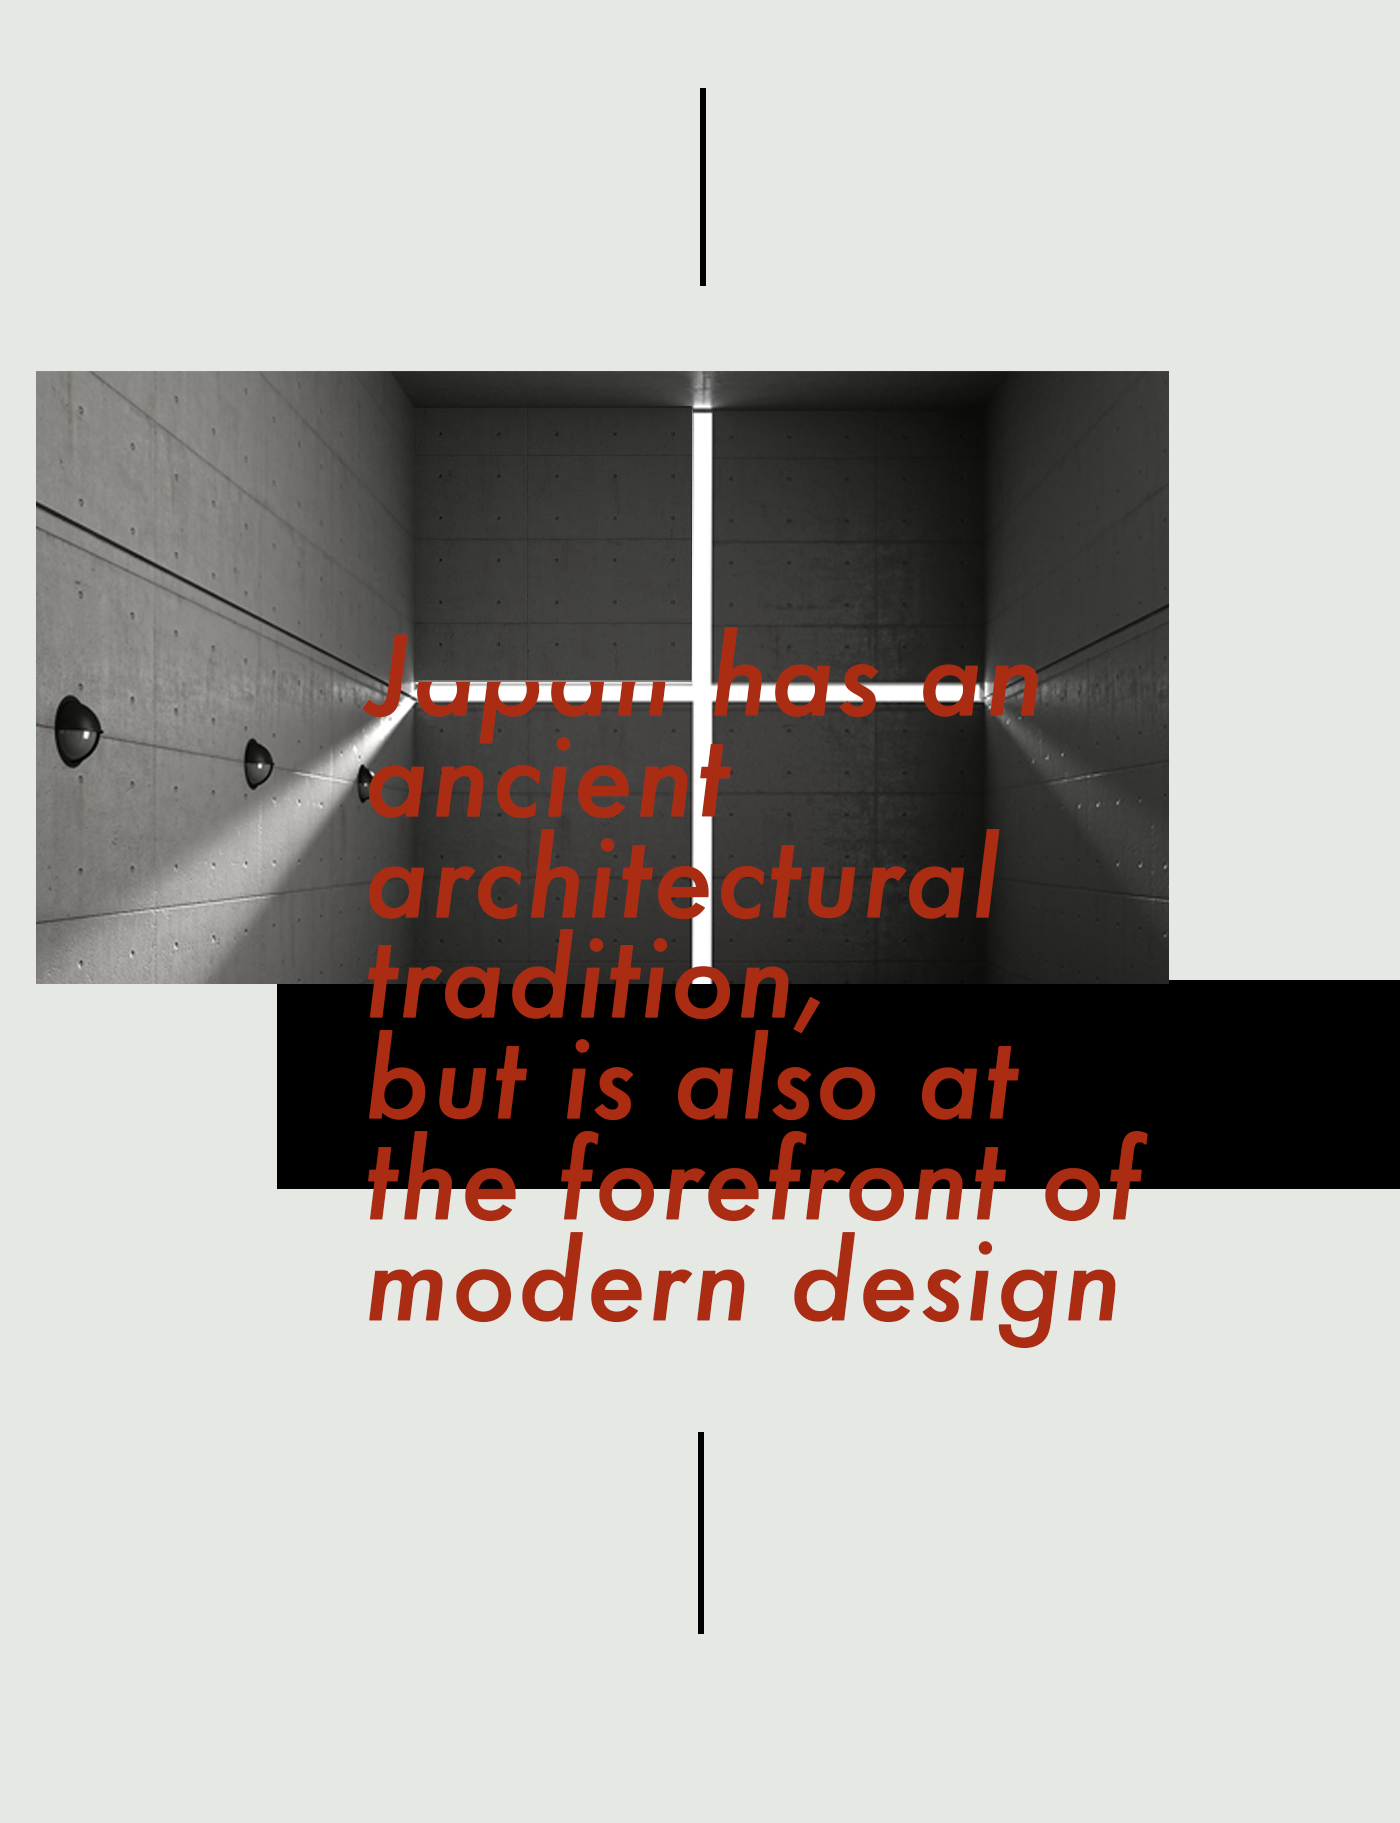 Japan has an
ancient
architectural
tradition,
but is also at
the forefront of
modern design